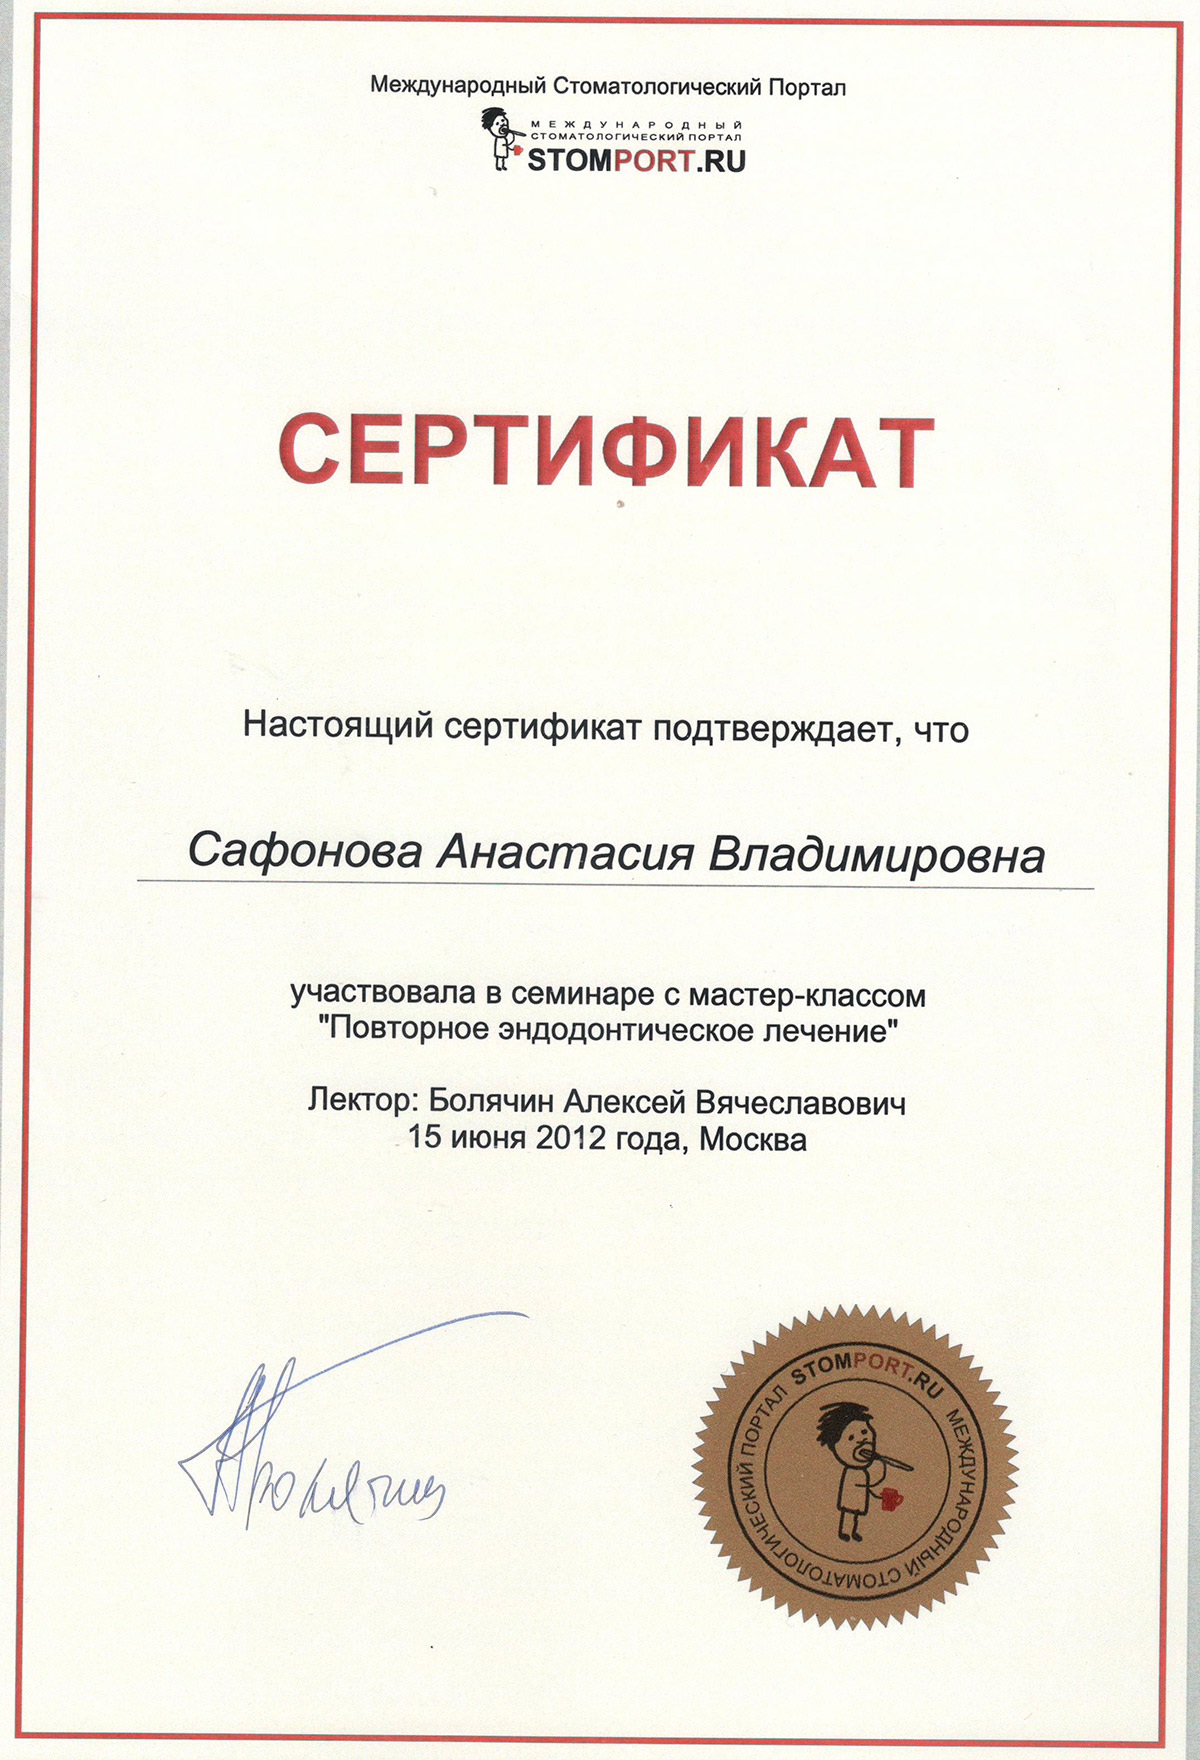 Международный Стоматологический Портал
МЕЖДУНАРОДНЫЙ
СТОМАТОЛОГИЧЕСКИЙ ПОРТАЛ
STOMPORT.RU
СЕРТИФИКАТ
Настоящий сертификат подтверждает, что
Сафонова Анастасия Владимировна
участвовала в семинаре с мастер-классом
"Повторное эндодонтическое лечение"
Лектор: Болячин Алексей Вячеславович
15 июня 2012 года, Москва
STOMPORT.RU
МЕЖДУНАРОДНЫЙ СТОМАТОЛОГИЧЕСКИЙ ПОРТАЛ